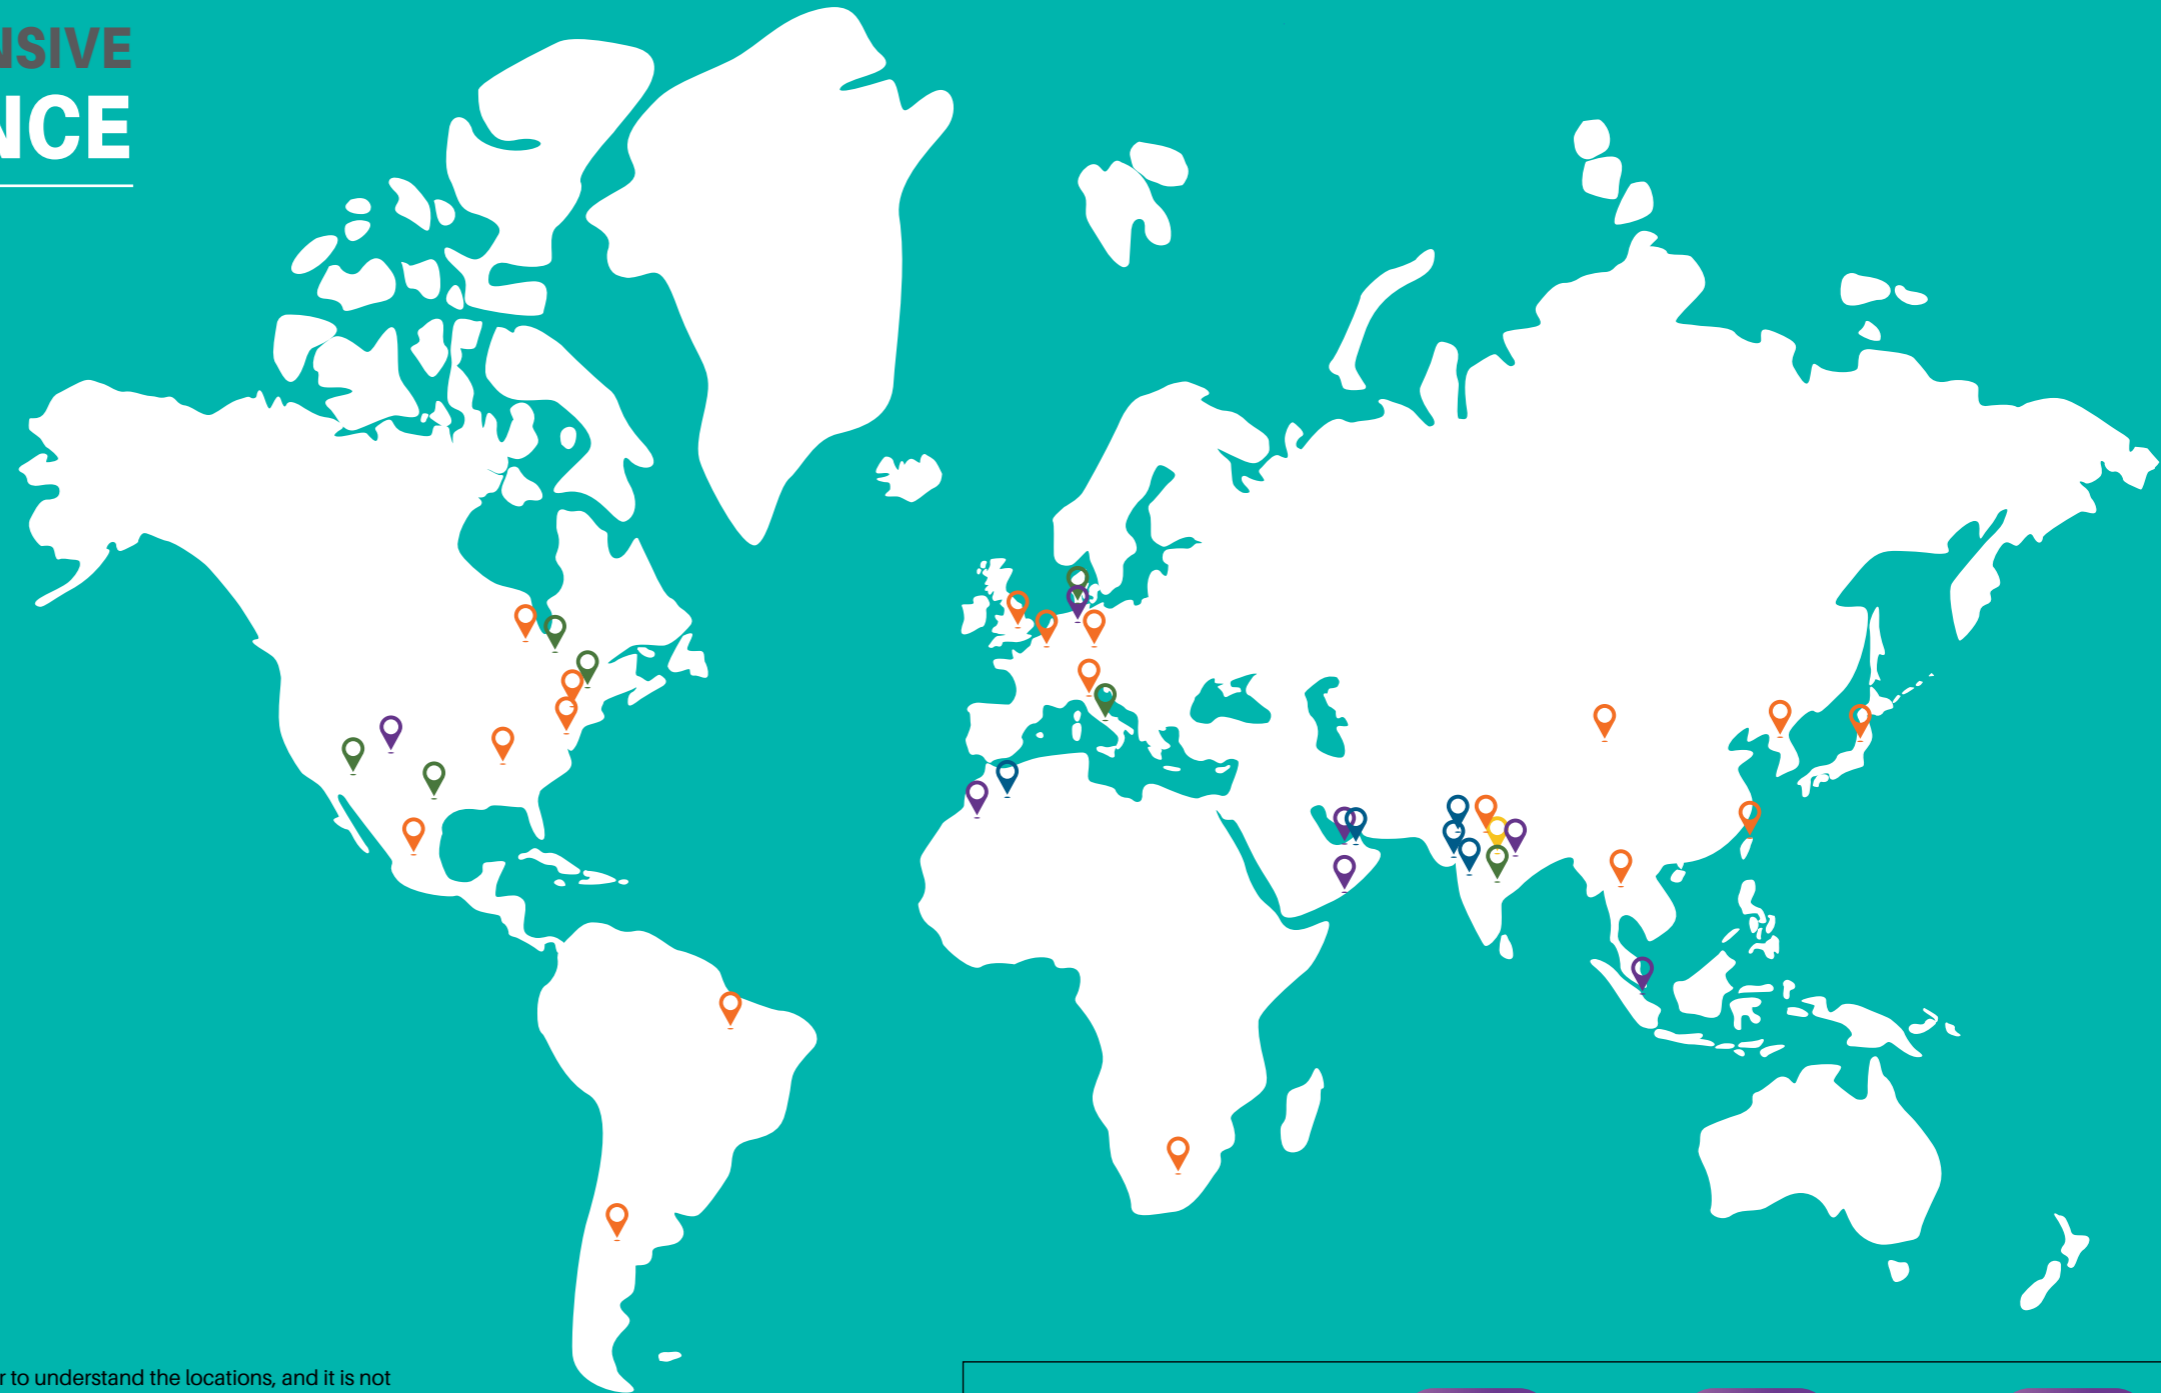 NSIVE
NCE
r to understand the locations, and it is not